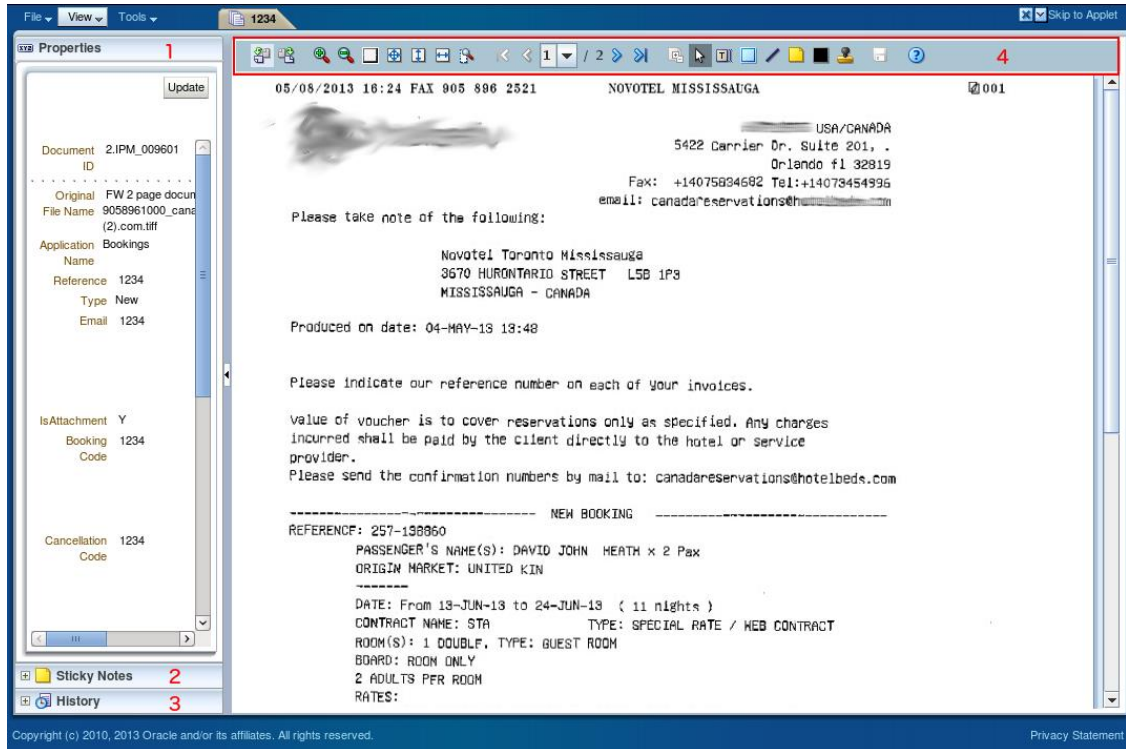 File View Tools
1234
Skip to Applet
Properties 1
Update
Document ID 2.IPM_009601
Original File Name FW 2 page docun
9058961000_cana
(2).com.tiff
Application Name Bookings
Reference 1234
Type New
Email 1234
IsAttachment Y
Booking Code 1234
Cancellation Code 1234
Sticky Notes 2
History 3
1 / 2 4
05/08/2013 16:24 FAX 905 896 2521 NOVOTEL MISSISSAUGA 001
USA/CANADA
5422 Carrier Dr. Suite 201, .
Orlando fl 32819
Fax: +14075834682 Tel:+14073454996
email: canadareservations@h
Please take note of the following:
Novotel Toronto Mississauga
3670 HURONTARIO STREET L5B 1P3
MISSISSAUGA - CANADA
Produced on date: 04-MAY-13 13:48
Please indicate our reference number on each of your invoices.
Value of voucher is to cover reservations only as specified. Any charges
incurred shall be paid by the client directly to the hotel or service
provider.
Please send the confirmation numbers by mail to: canadareservations@hotelbeds.com
------------------------------ NEW BOOKING ------------------------------
REFERENCE: 257-138860
PASSENGER'S NAME(S): DAVID JOHN HEATH x 2 Pax
ORIGIN MARKET: UNITED KIN
-------
DATE: From 13-JUN-13 to 24-JUN-13 ( 11 nights )
CONTRACT NAME: STA TYPE: SPECIAL RATE / WEB CONTRACT
ROOM(S): 1 DOUBLE, TYPE: GUEST ROOM
BOARD: ROOM ONLY
2 ADULTS PER ROOM
RATES:
Copyright (c) 2010, 2013 Oracle and/or its affiliates. All rights reserved.
Privacy Statement